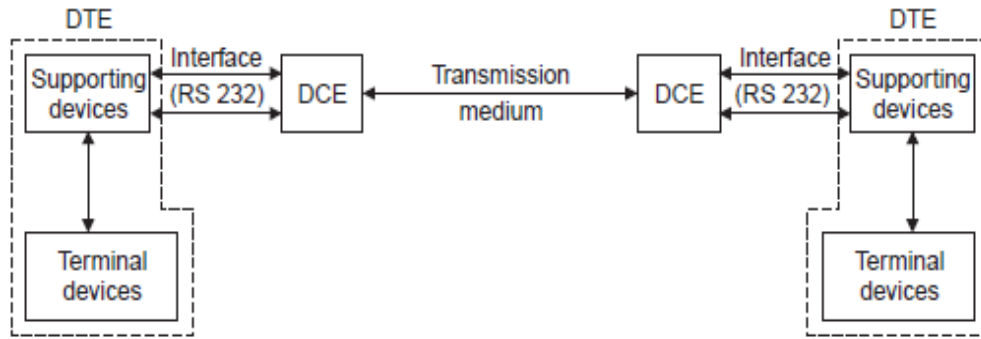 DTE
DTE
Supporting
devices
Interface
(RS 232)
DCE
Transmission
medium
DCE
Interface
(RS 232)
Supporting
devices
Terminal
devices
Terminal
devices